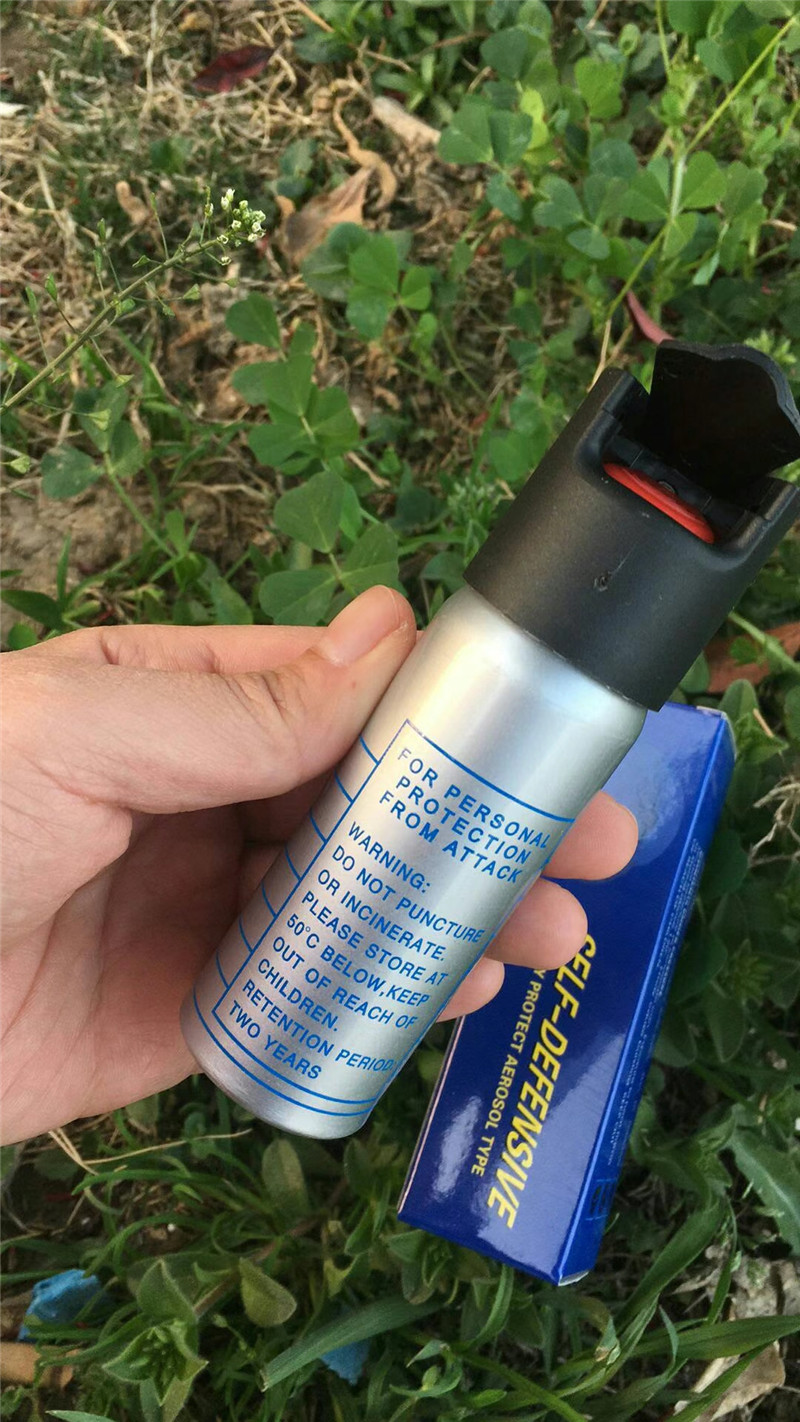 FOR PERSONAL
PROTECTION
FROM ATTACK
WARNING:
DO NOT PUNCTURE
OR INCINERATE.
PLEASE STORE AT
50°C BELOW,KEEP
OUT OF REACH OF
CHILDREN.
RETENTION PERIOD:
TWO YEARS
SELF-DEFENSIVE
PROTECT AEROSOL TYPE